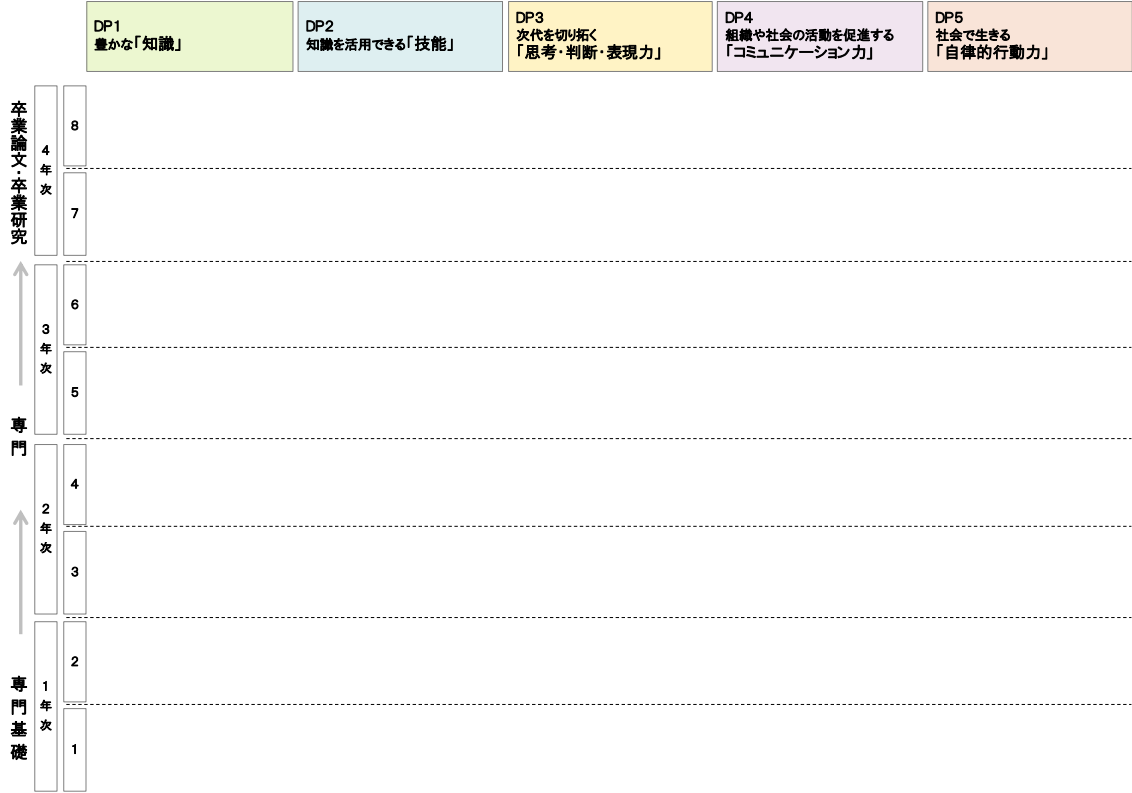 DP1
豊かな「知識」
DP2
知識を活用できる「技能」
DP3
次代を切り拓く
「思考・判断・表現力」
DP4
組織や社会の活動を促進する
「コミュニケーション力」
DP5
社会で生きる
「自律的行動力」
卒業論文・卒業研究
4年次
8
7
3年次
6
5
専門
2年次
4
3
専門基礎
1年次
2
1